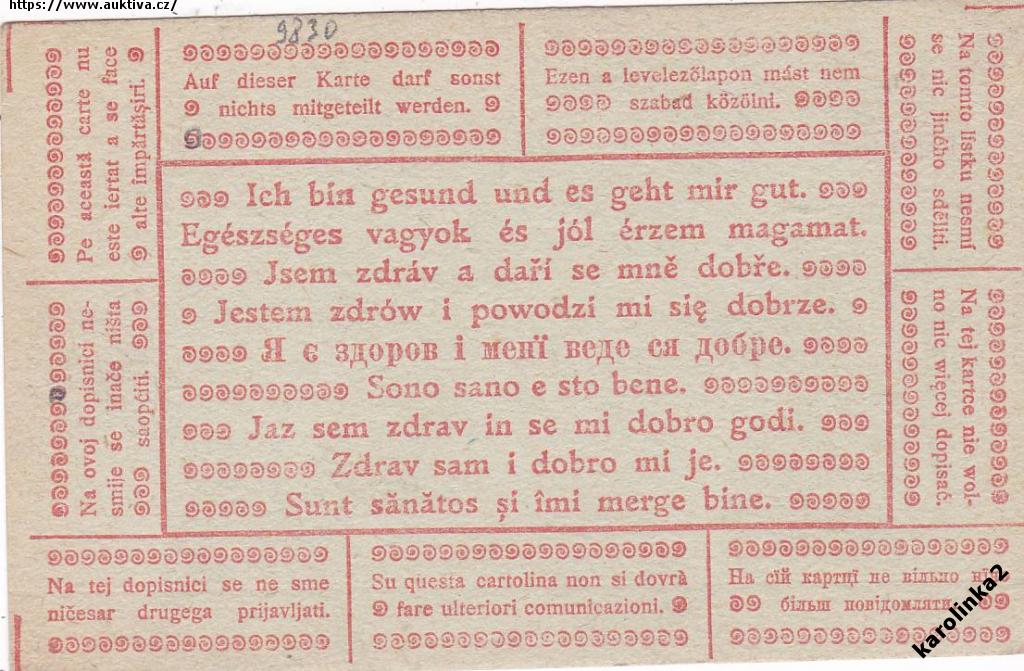 https://www.auktiva.cz/
9830
Auf dieser Karte darf sonst
nichts mitgeteilt werden.
Ezen a levelezőlapon mást nem
szabad közölni.
Pe această carte nu
este iertat a se face
alte împărtășiri.
Na ovoj dopisnici ne-
smije se inače ništa
saopćiti.
Ich bin gesund und es geht mir gut.
Egészséges vagyok és jól érzem magamat.
Jsem zdráv a daří se mně dobře.
Jestem zdrów i powodzi mi się dobrze.
Я є здоров і менї веде ся добре.
Sono sano e sto bene.
Jaz sem zdrav in se mi dobro godi.
Zdrav sam i dobro mi je.
Sunt sănătos și îmi merge bine.
Na tomto lístku nesmí
se nic jiného sděliti.
Na tej kartce nie wol-
no nic więcej dopisać.
Na tej dopisnici se ne sme
ničesar drugega prijavljati.
Su questa cartolina non si dovrà
fare ulteriori comunicazioni.
На сїй картцї не вільно нїчо
більш повідомляти.
karolinka2